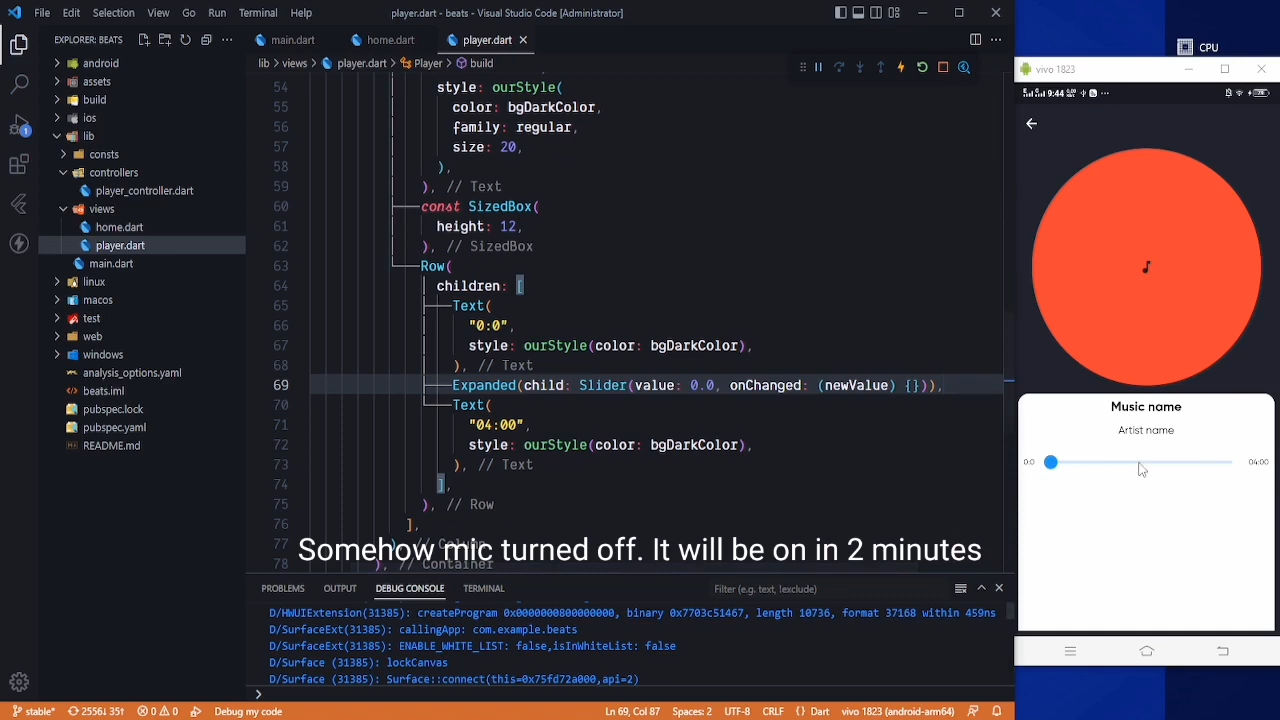 File Edit Selection View Go Run Terminal Help
player.dart - beats - Visual Studio Code [Administrator]
CPU
EXPLORER: BEATS
main.dart home.dart player.dart
lib > views > player.dart > Player > build
android
assets
build
ios
lib
consts
controllers
player_controller.dart
views
home.dart
player.dart
main.dart
linux
macos
test
web
windows
analysis_options.yaml
beats.iml
pubspec.lock
pubspec.yaml
README.md
1
54 style: ourStyle(
55 color: bgDarkColor,
56 family: regular,
57 size: 20,
58 ),
59 ), // Text
60 const SizedBox(
61 height: 12,
62 ), // SizedBox
63 Row(
64 children: [
65 Text(
66 "0:0",
67 style: ourStyle(color: bgDarkColor),
68 ), // Text
69 Expanded(child: Slider(value: 0.0, onChanged: (newValue) {})),
70 Text(
71 "04:00",
72 style: ourStyle(color: bgDarkColor),
73 ), // Text
74 ],
75 ), // Row
76 ],
77 ), // Column
78 ), // Container
Somehow mic turned off. It will be on in 2 minutes
PROBLEMS OUTPUT DEBUG CONSOLE TERMINAL
Filter (e.g. text, !exclude)
D/HWUIExtension(31385): createProgram 0x0000000800000000, binary 0x7703c51467, length 10736, format 37168 within 459ns
D/SurfaceExt(31385): callingApp: com.example.beats
D/SurfaceExt(31385): ENABLE_WHITE_LIST: false,isInWhiteList: false
D/Surface (31385): lockCanvas
D/Surface (31385): Surface::connect(this=0x75fd72a000,api=2)
stable* 2556↓ 35↑ 0 0 Debug my code
Ln 69, Col 87 Spaces: 2 UTF-8 CRLF {} Dart vivo 1823 (android-arm64)
vivo 1823
9:44
Music name
Artist name
0:0
04:00